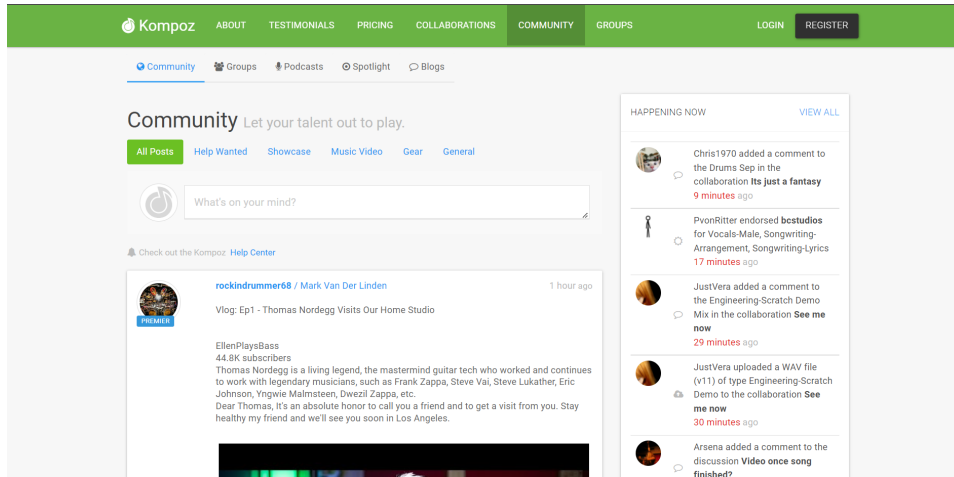 Kompoz ABOUT TESTIMONIALS PRICING COLLABORATIONS COMMUNITY GROUPS LOGIN REGISTER
Community Groups Podcasts Spotlight Blogs
Community Let your talent out to play.
All Posts Help Wanted Showcase Music Video Gear General
What's on your mind?
Check out the Kompoz Help Center
rockindrummer68 / Mark Van Der Linden 1 hour ago
PREMIER
Vlog: Ep1 - Thomas Nordegg Visits Our Home Studio
EllenPlaysBass
44.8K subscribers
Thomas Nordegg is a living legend, the mastermind guitar tech who worked and continues
to work with legendary musicians, such as Frank Zappa, Steve Vai, Steve Lukather, Eric
Johnson, Yngwie Malmsteen, Dwezil Zappa, etc.
Dear Thomas, It's an absolute honor to call you a friend and to get a visit from you. Stay
healthy my friend and we'll see you soon in Los Angeles.
HAPPENING NOW VIEW ALL
Chris1970 added a comment to
the Drums Sep in the
collaboration Its just a fantasy
9 minutes ago
PvonRitter endorsed bcstudios
for Vocals-Male, Songwriting-
Arrangement, Songwriting-Lyrics
17 minutes ago
JustVera added a comment to
the Engineering-Scratch Demo
Mix in the collaboration See me
now
29 minutes ago
JustVera uploaded a WAV file
(v11) of type Engineering-Scratch
Demo to the collaboration See
me now
30 minutes ago
Arsena added a comment to the
discussion Video once song
finished?